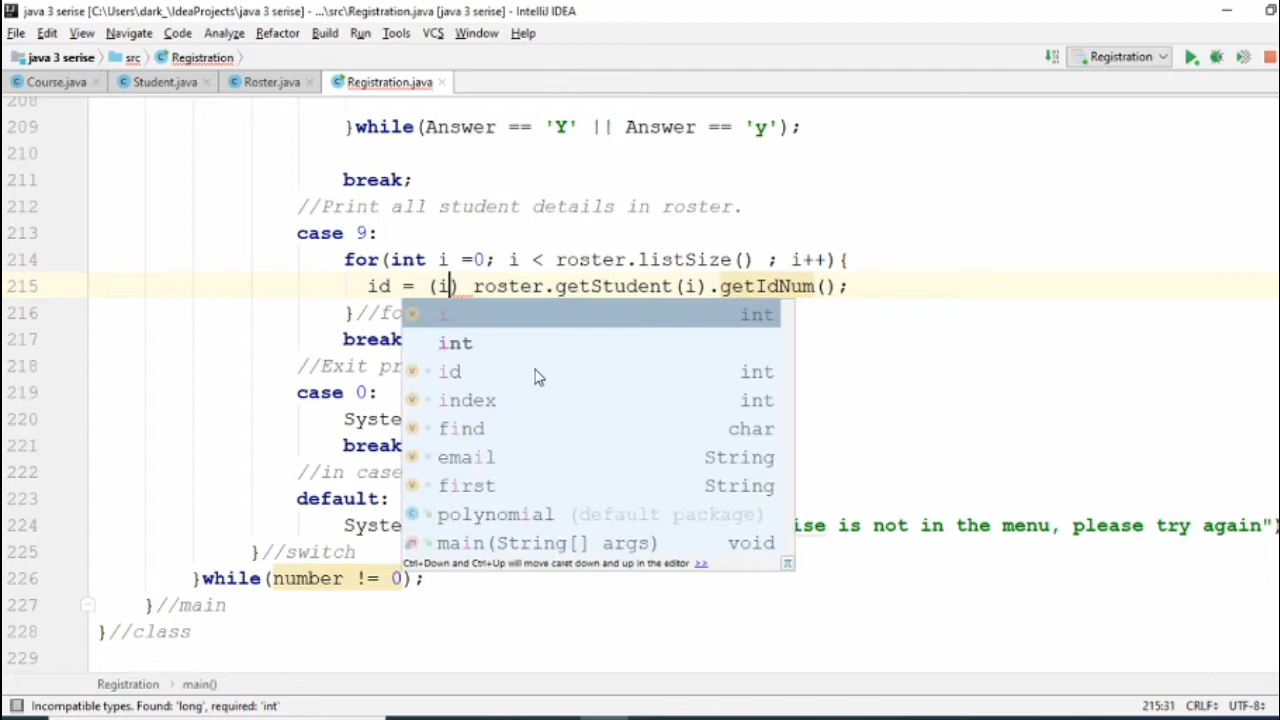 java 3 serise [C:\Users\dark_\IdeaProjects\java 3 serise] - ...\src\Registration.java [java 3 serise] - IntelliJ IDEA
File Edit View Navigate Code Analyze Refactor Build Run Tools VCS Window Help
java 3 serise src Registration Registration
Course.java Student.java Roster.java Registration.java
208
209 }while(Answer == 'Y' || Answer == 'y');
210
211 break;
212 //Print all student details in roster.
213 case 9:
214 for(int i =0; i < roster.listSize() ; i++){
215 id = (i) roster.getStudent(i).getIdNum();
216 }//fo
217 break
218 //Exit pr
219 case 0:
220 Syste
221 break
222 //in case
223 default:
224 Syste ise is not in the menu, please try again")
225 }//switch
226 }while(number != 0);
227 }//main
228 }//class
229
i int
int
id int
index int
find char
email String
first String
polynomial (default package)
main(String[] args) void
Ctrl+Down and Ctrl+Up will move caret down and up in the editor >> π
Registration main()
Incompatible types. Found: 'long', required: 'int' 215:31 CRLF UTF-8